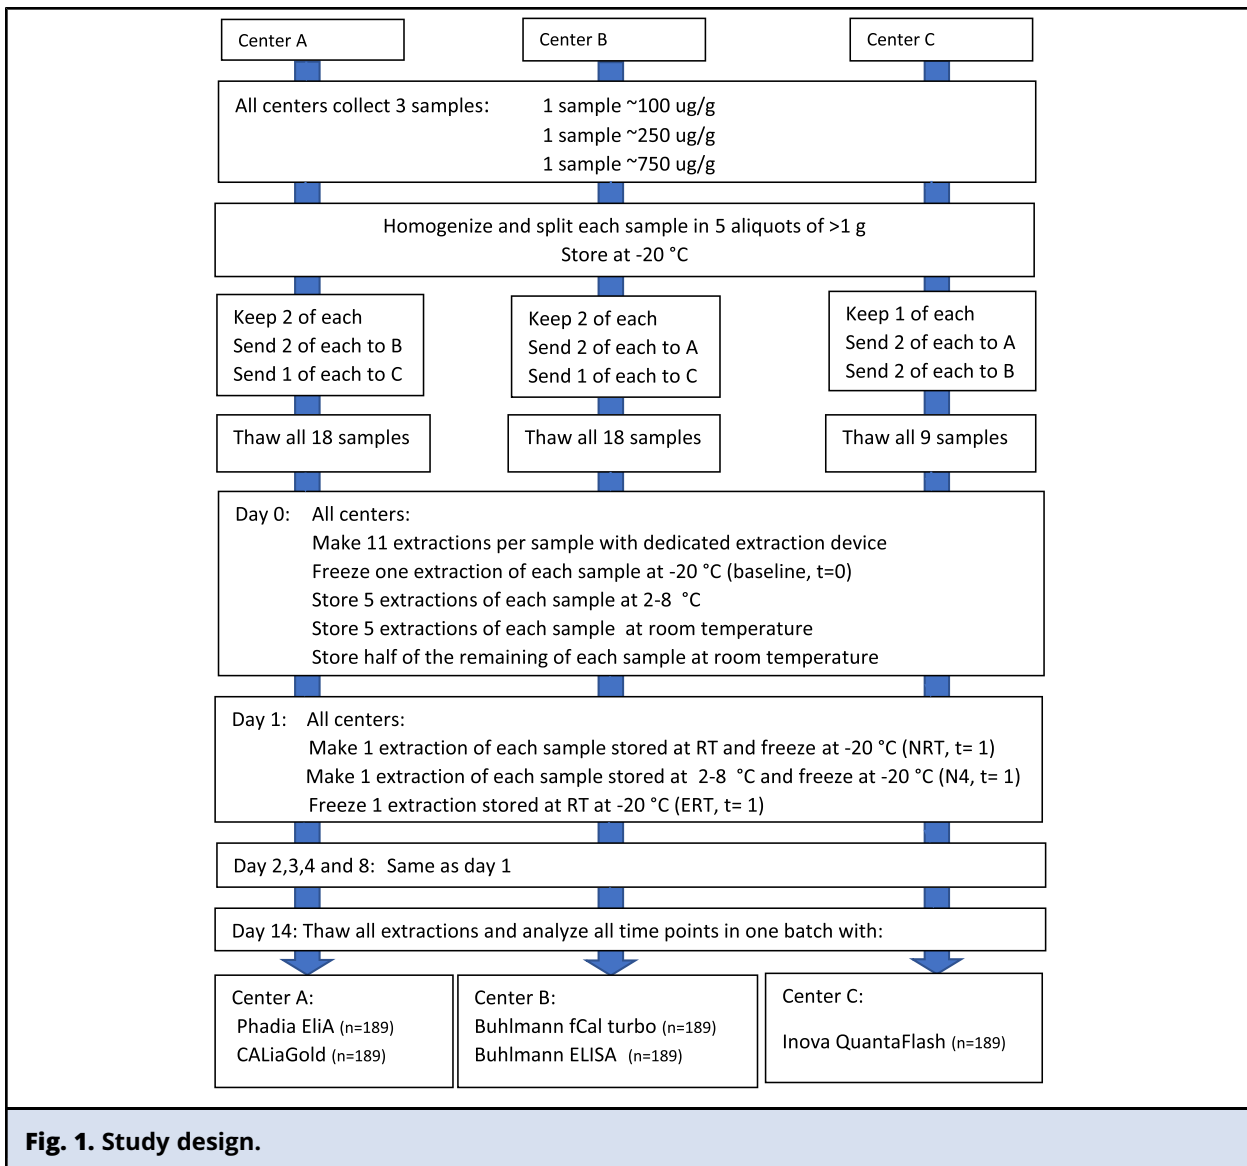 Center A
Center B
Center C
All centers collect 3 samples: 1 sample ~100 ug/g
1 sample ~250 ug/g
1 sample ~750 ug/g
Homogenize and split each sample in 5 aliquots of >1 g
Store at -20 °C
Keep 2 of each
Send 2 of each to B
Send 1 of each to C
Keep 2 of each
Send 2 of each to A
Send 1 of each to C
Keep 1 of each
Send 2 of each to A
Send 2 of each to B
Thaw all 18 samples
Thaw all 18 samples
Thaw all 9 samples
Day 0: All centers:
Make 11 extractions per sample with dedicated extraction device
Freeze one extraction of each sample at -20 °C (baseline, t=0)
Store 5 extractions of each sample at 2-8 °C
Store 5 extractions of each sample at room temperature
Store half of the remaining of each sample at room temperature
Day 1: All centers:
Make 1 extraction of each sample stored at RT and freeze at -20 °C (NRT, t= 1)
Make 1 extraction of each sample stored at 2-8 °C and freeze at -20 °C (N4, t= 1)
Freeze 1 extraction stored at RT at -20 °C (ERT, t= 1)
Day 2,3,4 and 8: Same as day 1
Day 14: Thaw all extractions and analyze all time points in one batch with:
Center A:
Phadia EliA (n=189)
CALiaGold (n=189)
Center B:
Buhlmann fCal turbo (n=189)
Buhlmann ELISA (n=189)
Center C:
Inova QuantaFlash (n=189)
Fig. 1. Study design.